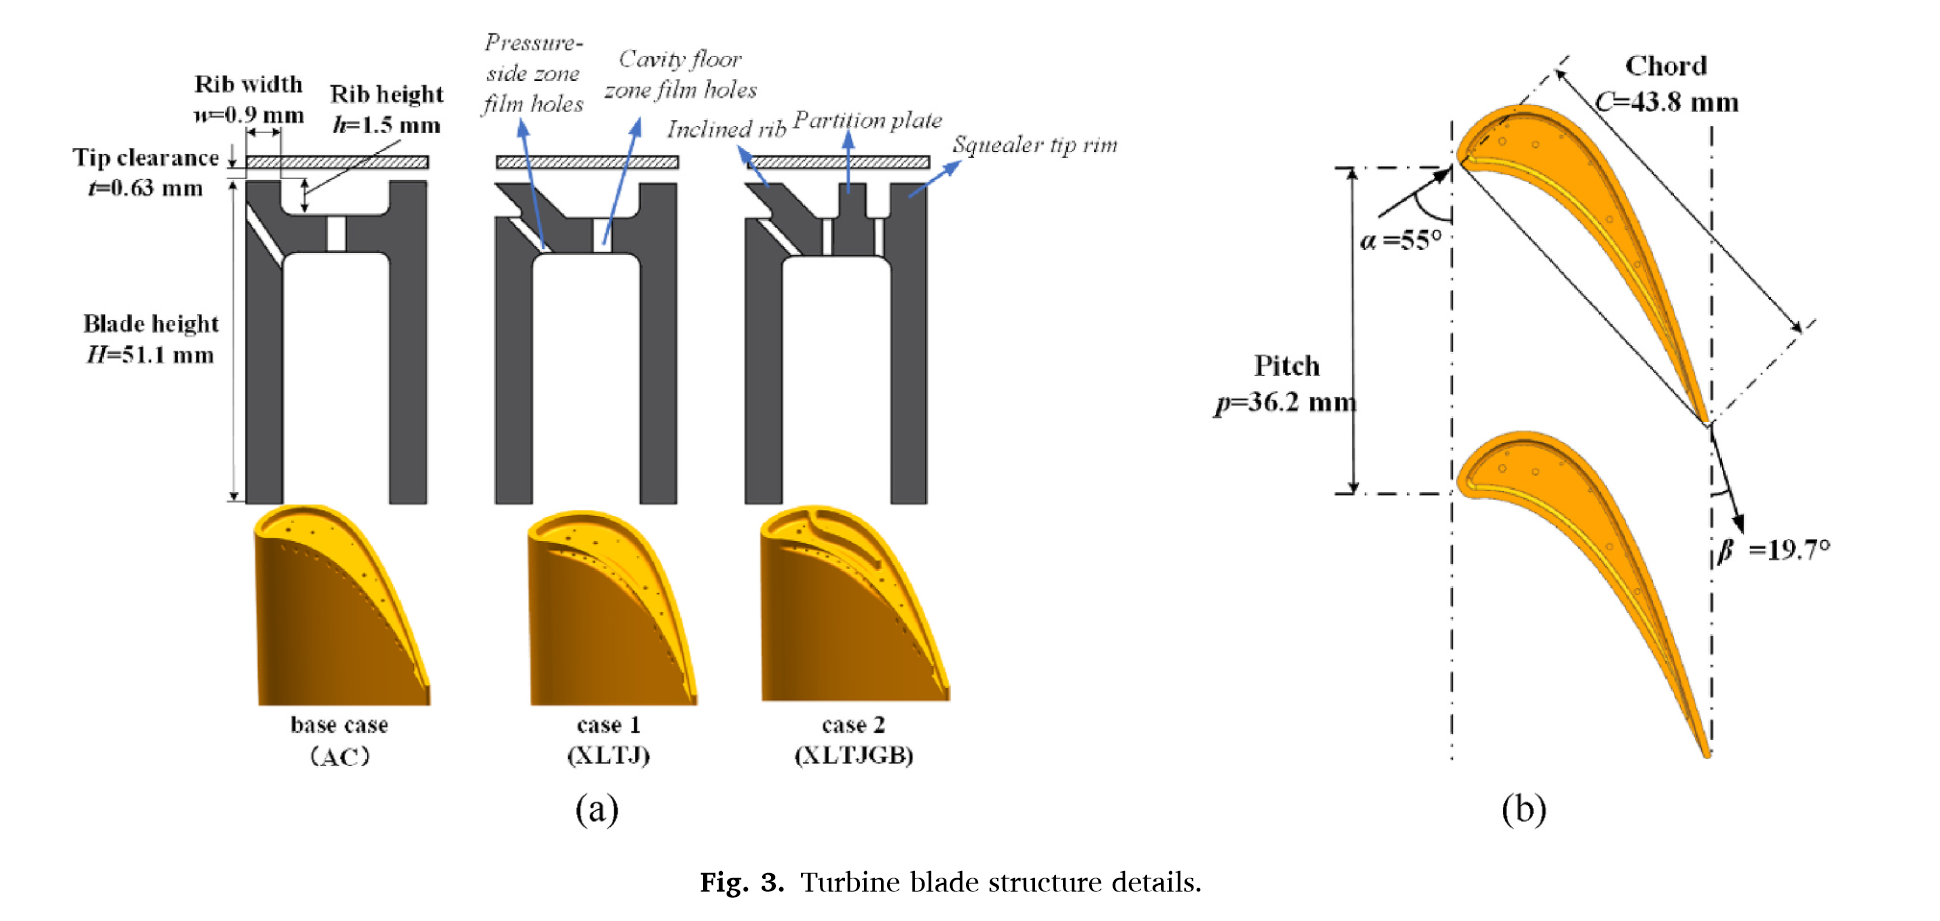 Rib width
w=0.9 mm
Rib height
h=1.5 mm
Tip clearance
t=0.63 mm
Blade height
H=51.1 mm
Pressure-
side zone
film holes
Cavity floor
zone film holes
Inclined rib
Partition plate
Squealer tip rim
base case
(AC)
case 1
(XLTJ)
case 2
(XLTJGB)
(a)
Chord
C=43.8 mm
α=55°
Pitch
p=36.2 mm
β =19.7°
(b)
Fig. 3. Turbine blade structure details.